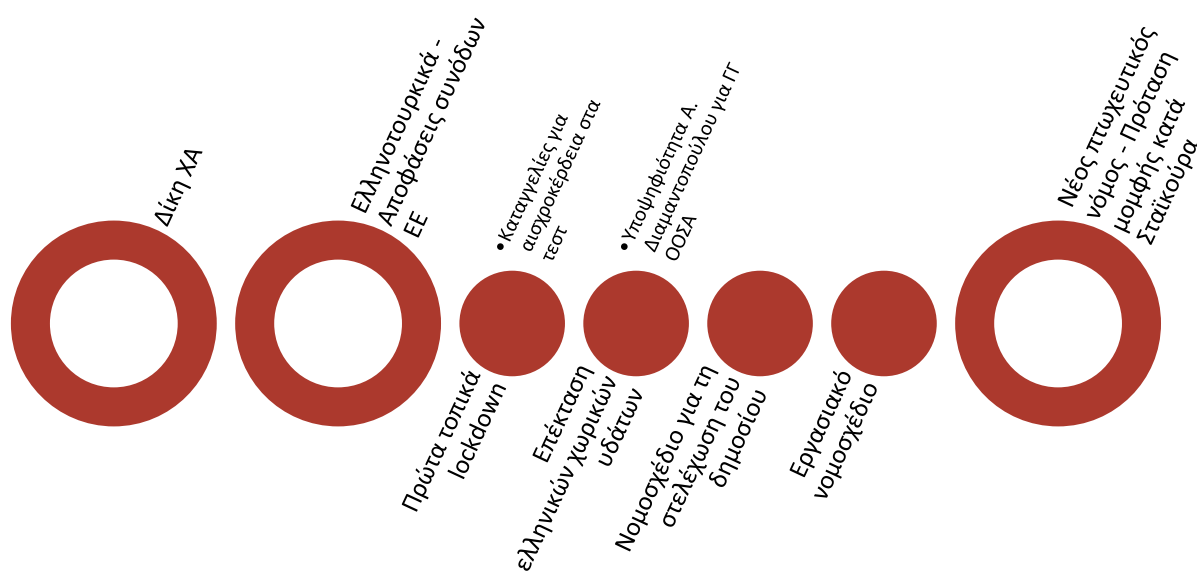 Δίκη ΧΑ
Ελληνοτουρκικά -
Αποφάσεις συνόδων
ΕΕ
Πρώτα τοπικά
lockdown
•Καταγγελίες για
αισχροκέρδεια στα
τεστ
Επέκταση
ελληνικών χωρικών
υδάτων
•Υποψηφιότητα Α.
Διαμαντοπούλου για ΓΓ
ΟΟΣΑ
Νομοσχέδιο για τη
στελέχωση του
δημοσίου
Εργασιακό
νομοσχέδιο
Νέος πτωχευτικός
νόμος - Πρόταση
μομφής κατά
Σταϊκούρα